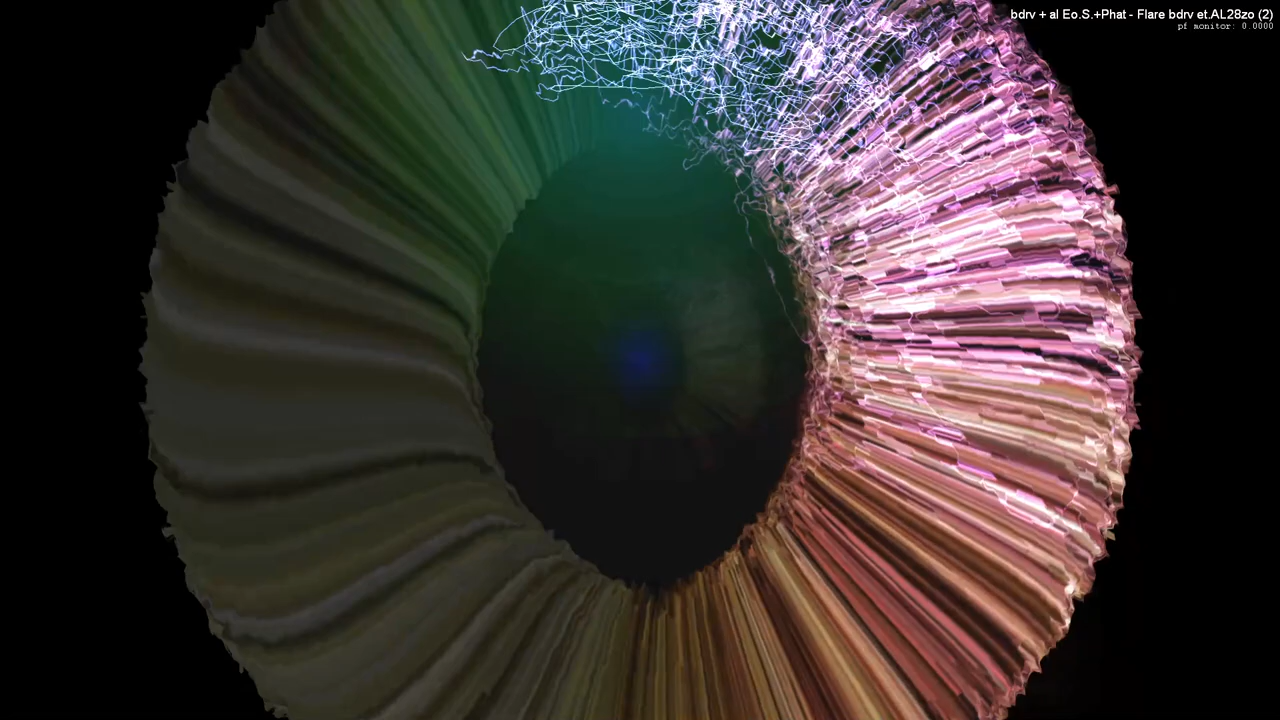 bdrv + al Eo.S.+Phat - Flare bdrv et.AL28zo (2)
pf monitor: 0.0000